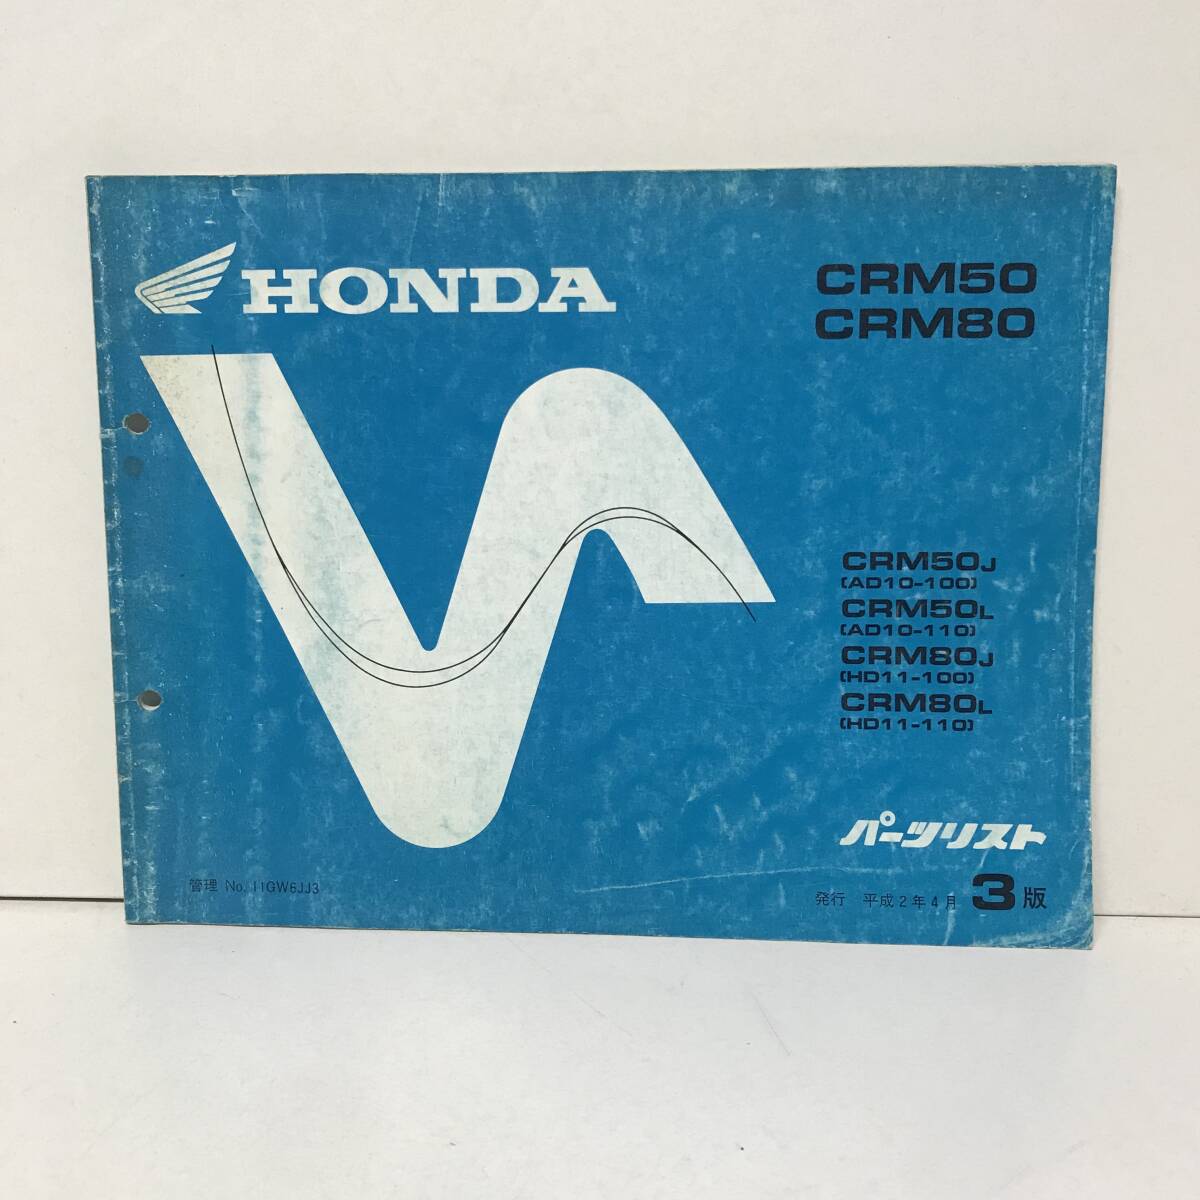 HONDA
CRM50
CRM80
CRM50J
(AD10-100)
CRM50L
(AD10-110)
CRM80J
(HD11-100)
CRM80L
(HD11-110)
パーツリスト
管理 No. 11GW6JJ3
発行 平成2年4月 3版